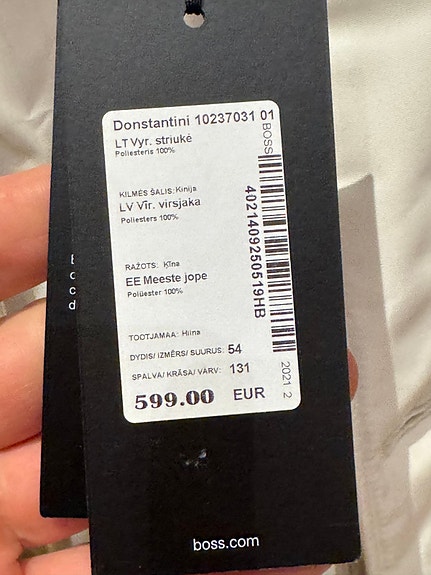 Donstantini 10237031 01
LT Vyr. striukė
Poliesteris 100%
KILMĖS ŠALIS: Kinija
LV Vīr. virsjaka
Poliesters 100%
RAŽOTS: Ķīna
EE Meeste jope
Polüester 100%
TOOTJAMAA: Hiina
DYDIS/ IZMĒRS/ SUURUS: 54
SPALVA/ KRĀSA/ VÄRV: 131
599.00 EUR
BOSS
4021409250519HB
2021 2
boss.com